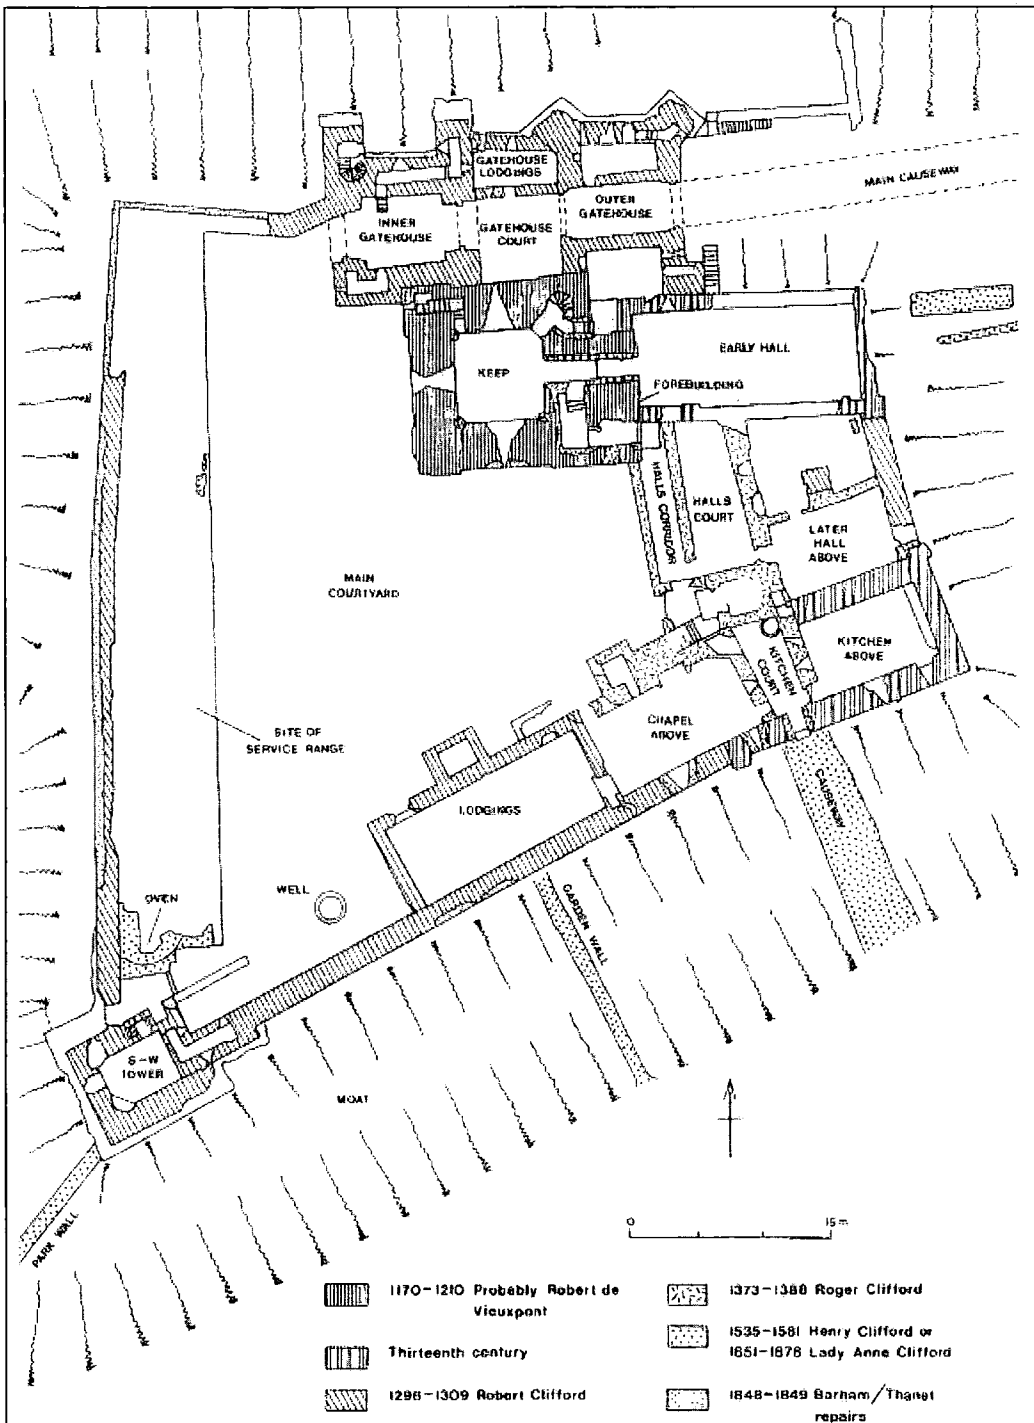 GATEHOUSE
LODGINGS
MAIN CAUSEWAY
OUTER
GATEHOUSE
INNER
GATEHOUSE
GATEHOUSE
COURT
EARLY HALL
KEEP
FOREBUILDING
HALLS CORRIDOR
HALLS
COURT
LATER
HALL
ABOVE
MAIN
COURTYARD
KITCHEN
COURT
KITCHEN
ABOVE
CHAPEL
ABOVE
SITE OF
SERVICE RANGE
LODGINGS
CAUSEWAY
WELL
OVEN
GARDEN WALL
S-W
TOWER
MOAT
PARK WALL
0 15m
1170-1210 Probably Robert de
Vieuxpont
Thirteenth century
1296-1309 Robert Clifford
1373-1388 Roger Clifford
1535-1581 Henry Clifford or
1651-1676 Lady Anne Clifford
1848-1849 Barham/Thanet
repairs